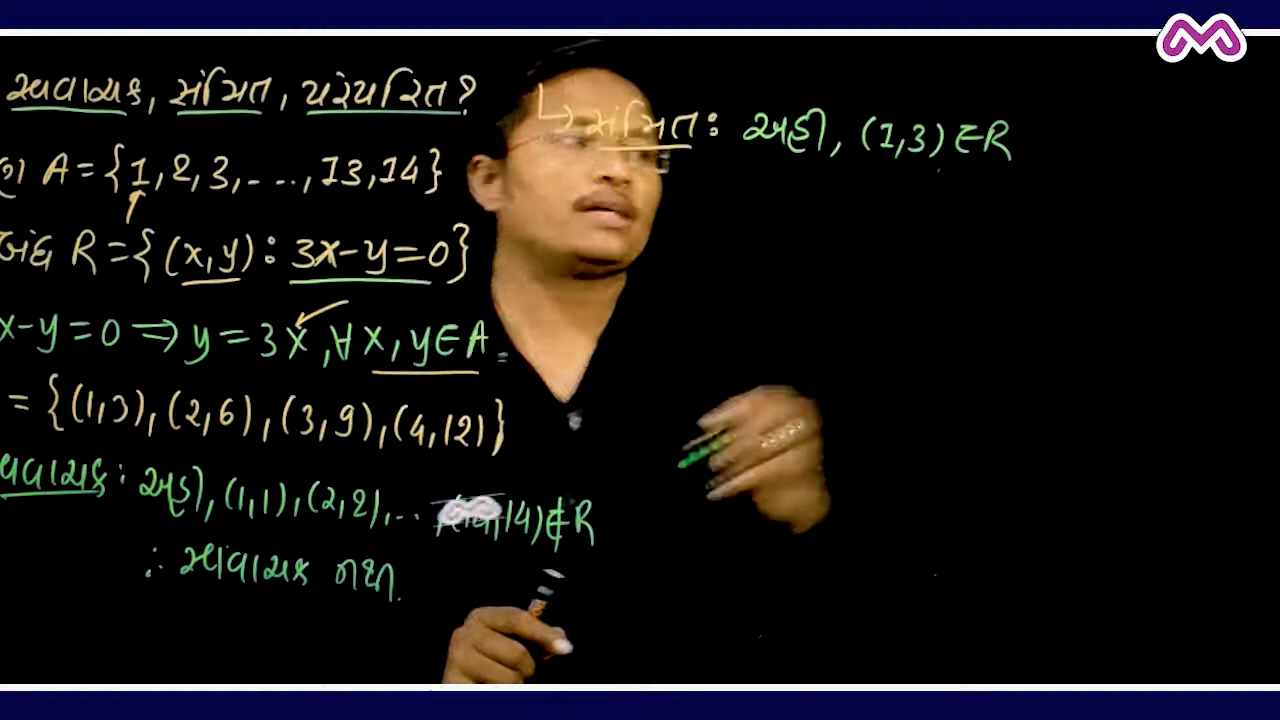 સ્વવાચક, સંમિત, પરંપરિત?
A = {1, 2, 3, ..., 13, 14}
સંબંધ R = {(x, y) : 3x - y = 0}
x - y = 0 ⇒ y = 3x, ∀ x, y ∈ A
= {(1, 3), (2, 6), (3, 9), (4, 12)}
સ્વવાચક : અહીં, (1, 1), (2, 2), ... 14) ∉ R
∴ સ્વવાચક નથી.
↳ સંમિત : અહીં, (1, 3) ∈ R